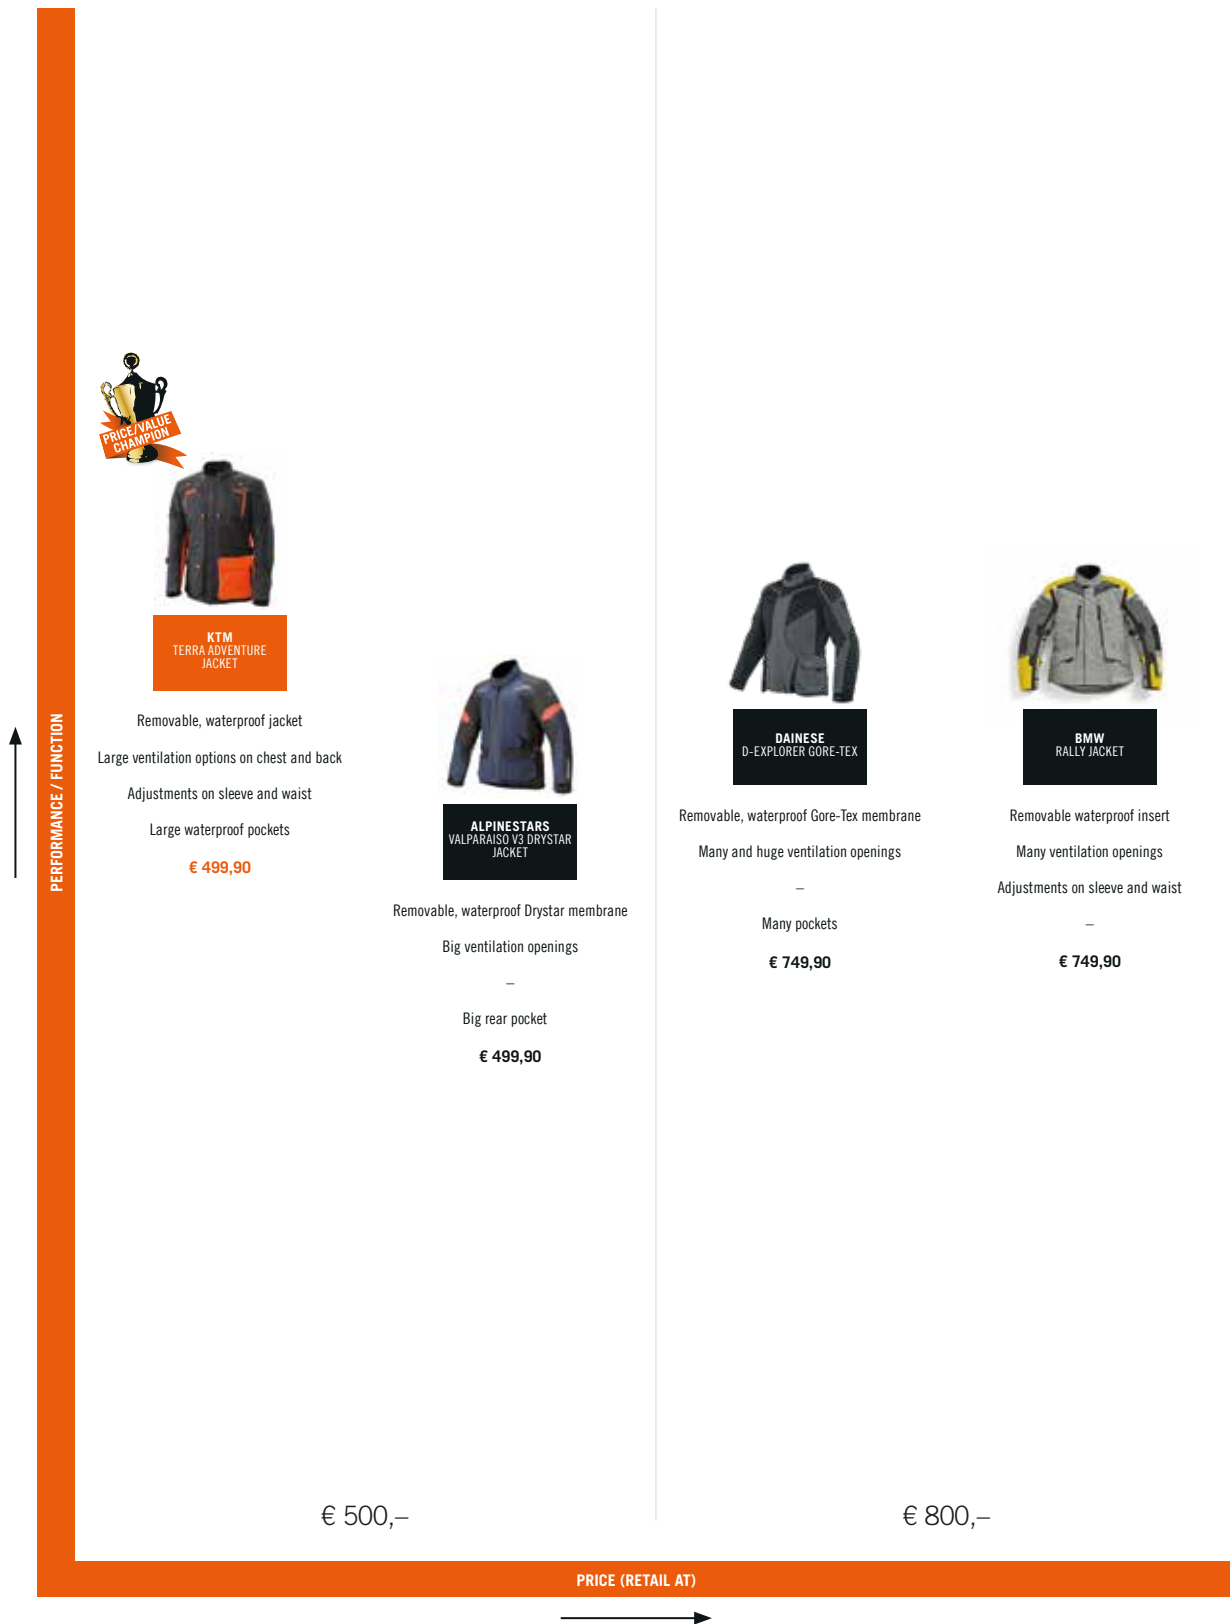 PRICE/VALUE
CHAMPION
KTM
TERRA ADVENTURE
JACKET
Removable, waterproof jacket
Large ventilation options on chest and back
Adjustments on sleeve and waist
Large waterproof pockets
€ 499,90
ALPINESTARS
VALPARAISO V3 DRYSTAR
JACKET
Removable, waterproof Drystar membrane
Big ventilation openings
–
Big rear pocket
€ 499,90
DAINESE
D-EXPLORER GORE-TEX
Removable, waterproof Gore-Tex membrane
Many and huge ventilation openings
–
Many pockets
€ 749,90
BMW
RALLY JACKET
Removable waterproof insert
Many ventilation openings
Adjustments on sleeve and waist
–
€ 749,90
PERFORMANCE / FUNCTION
€ 500,–
€ 800,–
PRICE (RETAIL AT)